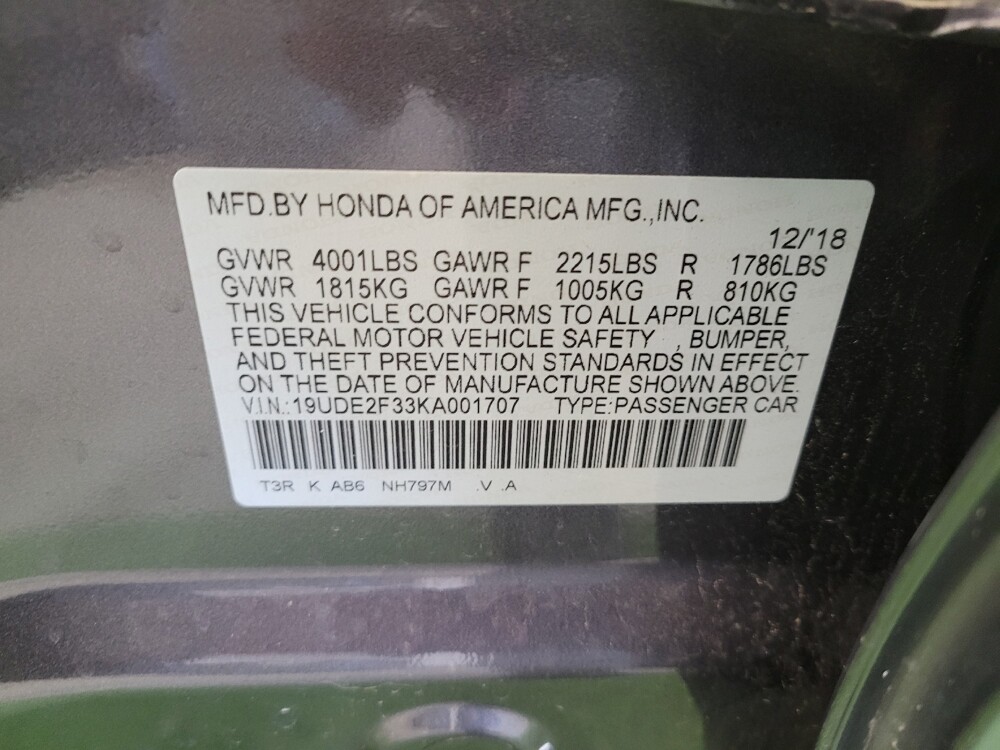 MFD.BY HONDA OF AMERICA MFG.,INC.
12/'18
GVWR 4001LBS GAWR F 2215LBS R 1786LBS
GVWR 1815KG GAWR F 1005KG R 810KG
THIS VEHICLE CONFORMS TO ALL APPLICABLE
FEDERAL MOTOR VEHICLE SAFETY , BUMPER,
AND THEFT PREVENTION STANDARDS IN EFFECT
ON THE DATE OF MANUFACTURE SHOWN ABOVE.
V.I.N.:19UDE2F33KA001707 TYPE:PASSENGER CAR
T3R K AB6 NH797M .V .A